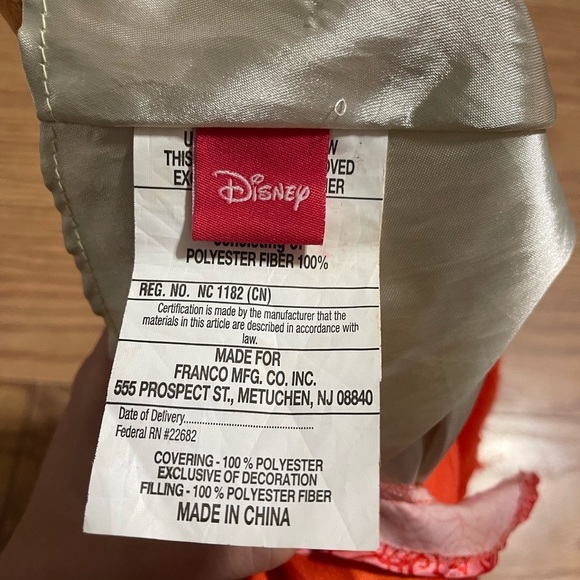 THIS
OVED
Disney
POLYESTER FIBER 100%
REG. NO. NC 1182 (CN)
Certification is made by the manufacturer that the
materials in this article are described in accordance with
law.
MADE FOR
FRANCO MFG. CO. INC.
555 PROSPECT ST., METUCHEN, NJ 08840
Date of Delivery
Federal RN #22682
COVERING - 100 % POLYESTER
EXCLUSIVE OF DECORATION
FILLING - 100 % POLYESTER FIBER
MADE IN CHINA